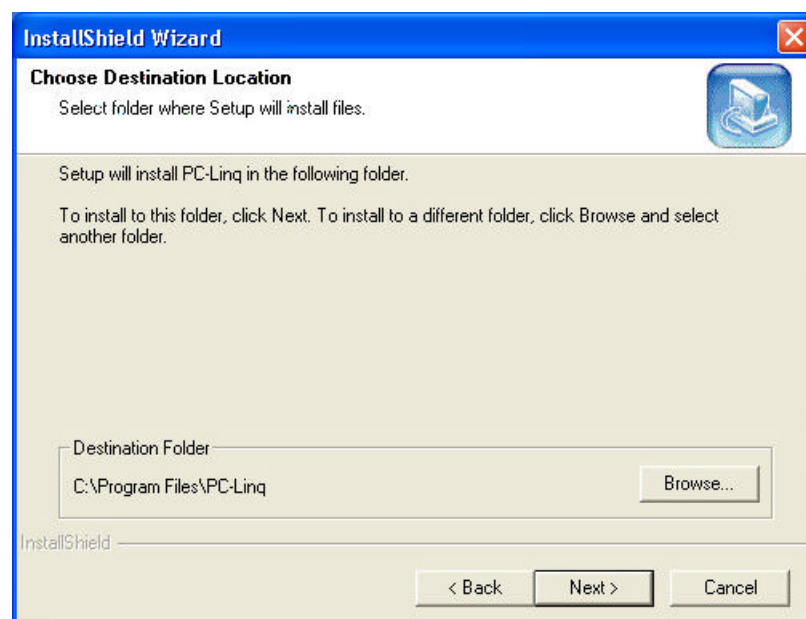 InstallShield Wizard
Choose Destination Location
Select folder where Setup will install files.
Setup will install PC-Linq in the following folder.
To install to this folder, click Next. To install to a different folder, click Browse and select
another folder.
Destination Folder
C:\Program Files\PC-Linq
Browse...
InstallShield
< Back
Next >
Cancel